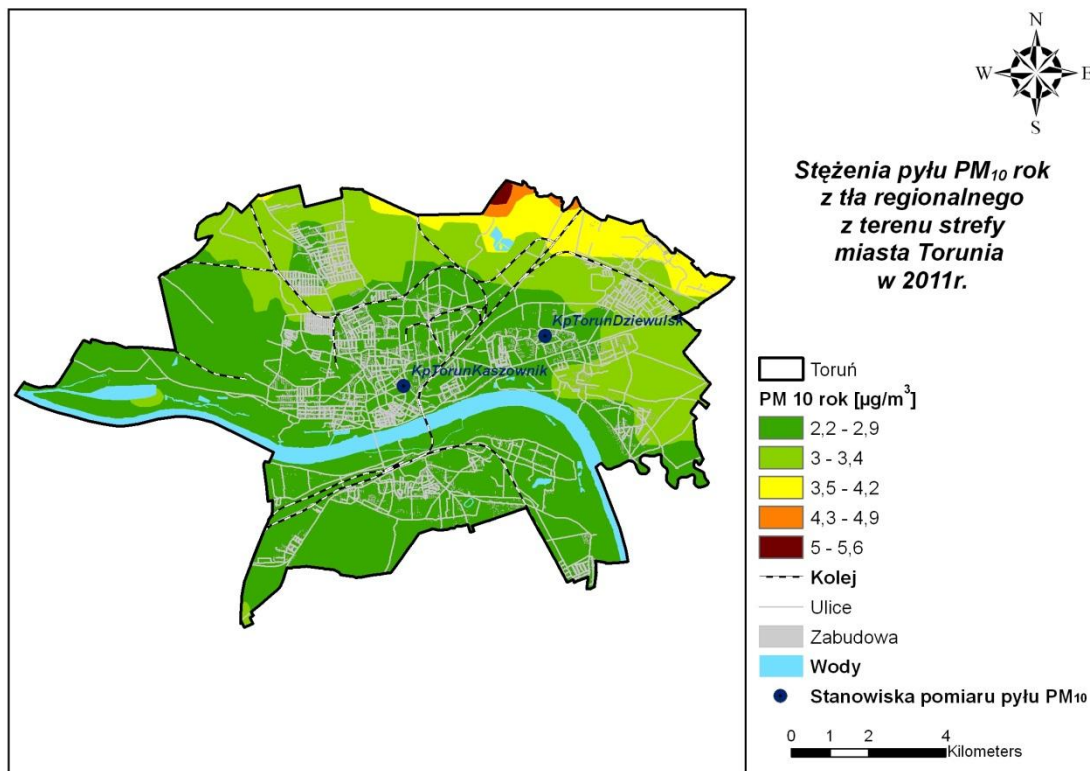 N
W E
S
Stężenia pyłu PM10 rok
z tła regionalnego
z terenu strefy
miasta Torunia
w 2011r.
KpTorunDziewulsk
KpTorunKaszownik
Toruń
PM 10 rok [µg/m³]
2,2 - 2,9
3 - 3,4
3,5 - 4,2
4,3 - 4,9
5 - 5,6
Kolej
Ulice
Zabudowa
Wody
Stanowiska pomiaru pyłu PM10
0 1 2 4
Kilometers